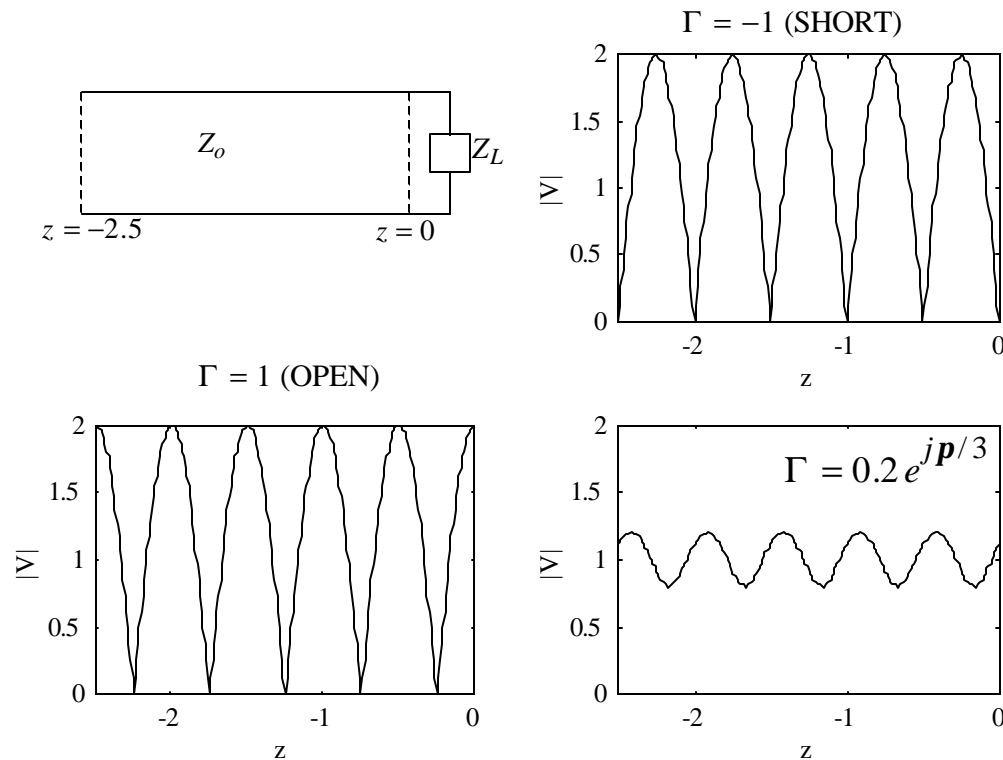 Z_o
Z_L
z = −2.5
z = 0
Γ = −1 (SHORT)
|V|
2
1.5
1
0.5
0
-2
-1
0
z
Γ = 1 (OPEN)
|V|
2
1.5
1
0.5
0
-2
-1
0
z
Γ = 0.2 e^{j p / 3}
|V|
2
1.5
1
0.5
0
-2
-1
0
z